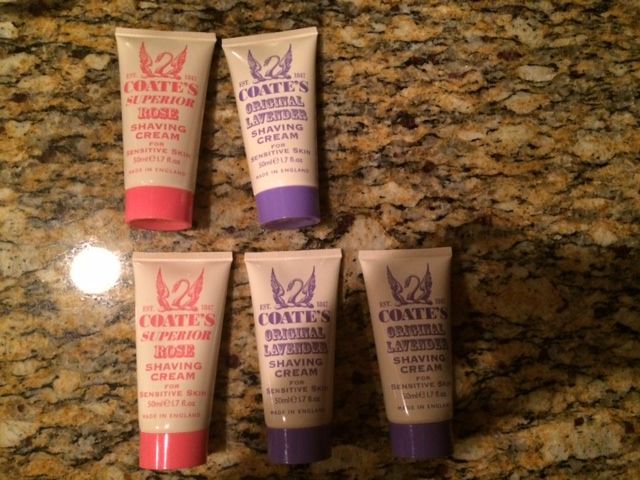 EST. 1847
COATE'S
SUPERIOR
ROSE
SHAVING
CREAM
FOR
SENSITIVE SKIN
50ml e 1.7 fl.oz
MADE IN ENGLAND
EST. 1847
COATE'S
ORIGINAL
LAVENDER
SHAVING
CREAM
FOR
SENSITIVE SKIN
50ml e 1.7 fl.oz
MADE IN ENGLAND
EST. 1847
COATE'S
SUPERIOR
ROSE
SHAVING
CREAM
FOR
SENSITIVE SKIN
50ml e 1.7 fl.oz
MADE IN ENGLAND
EST. 1847
COATE'S
ORIGINAL
LAVENDER
SHAVING
CREAM
FOR
SENSITIVE SKIN
50ml e 1.7 fl.oz
MADE IN ENGLAND
EST. 1847
COATE'S
ORIGINAL
LAVENDER
SHAVING
CREAM
FOR
SENSITIVE SKIN
50ml e 1.7 fl.oz
MADE IN ENGLAND